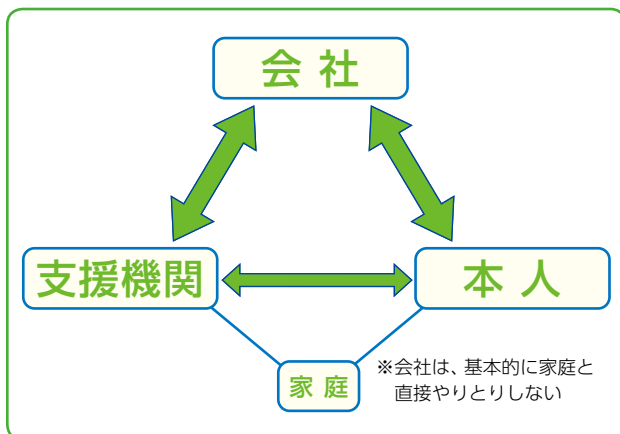 会社
支援機関
本人
家庭
※会社は、基本的に家庭と
直接やりとりしない